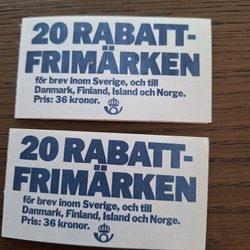 20 RABATT-
FRIMÄRKEN
för brev inom Sverige, och till
Danmark, Finland, Island och Norge.
Pris: 36 kronor.
20 RABATT-
FRIMÄRKEN
för brev inom Sverige, och till
Danmark, Finland, Island och Norge.
Pris: 36 kronor.